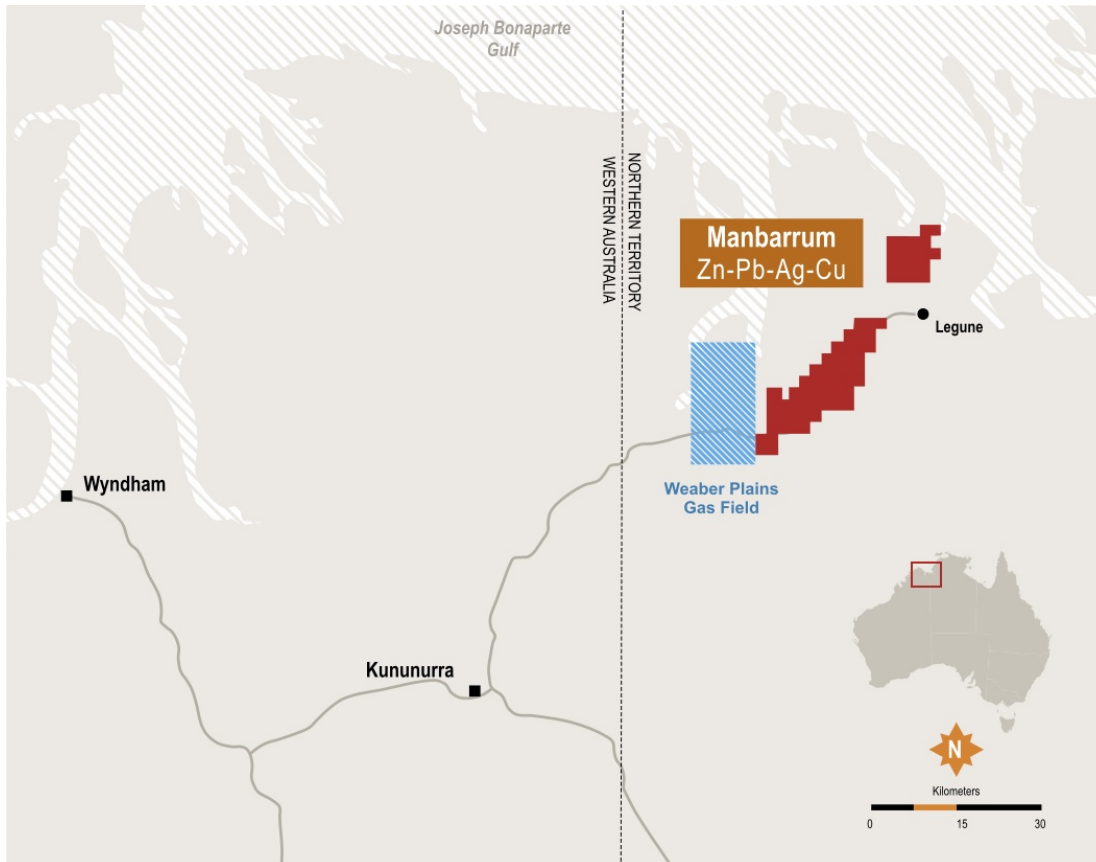 Joseph Bonaparte
Gulf
WESTERN AUSTRALIA
NORTHERN TERRITORY
Manbarrum
Zn-Pb-Ag-Cu
Legune
Wyndham
Weaber Plains
Gas Field
Kununurra
N
Kilometers
0 15 30